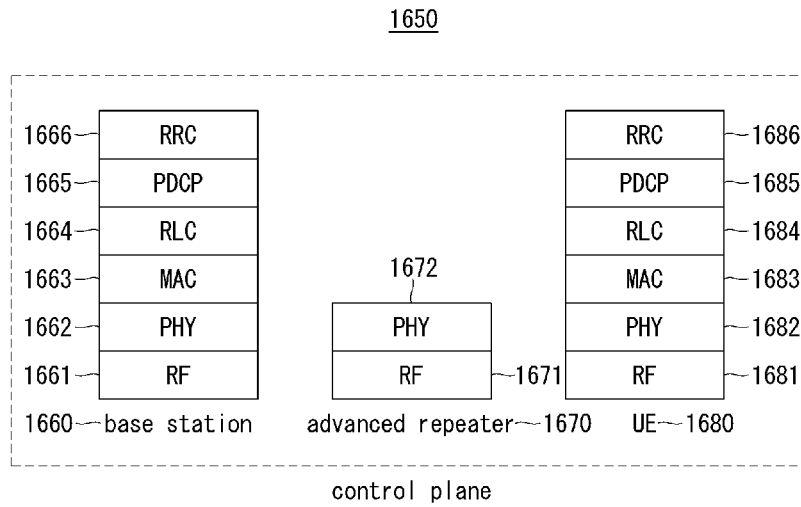 1650
1666 RRC RRC 1686
1665 PDCP PDCP 1685
1664 RLC RLC 1684
1672
1663 MAC MAC 1683
1662 PHY PHY PHY 1682
1661 RF RF 1671 RF 1681
1660 base station advanced repeater 1670 UE 1680
control plane